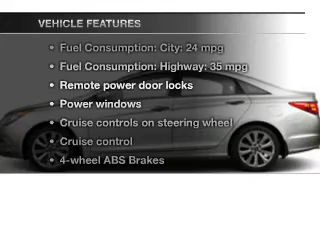 VEHICLE FEATURES
• Fuel Consumption: City: 24 mpg
• Fuel Consumption: Highway: 35 mpg
• Remote power door locks
• Power windows
• Cruise controls on steering wheel
• Cruise control
• 4-wheel ABS Brakes